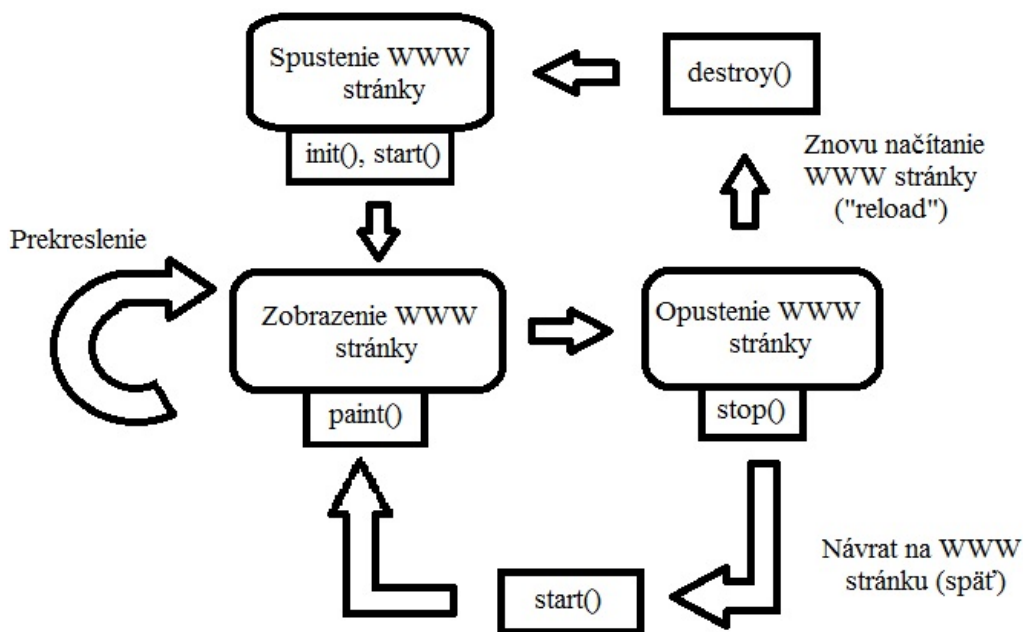 Spustenie WWW
stránky
init(), start()
destroy()
Znovu načítanie
WWW stránky
("reload")
Prekreslenie
Zobrazenie WWW
stránky
paint()
Opustenie WWW
stránky
stop()
Návrat na WWW
stránku (späť)
start()